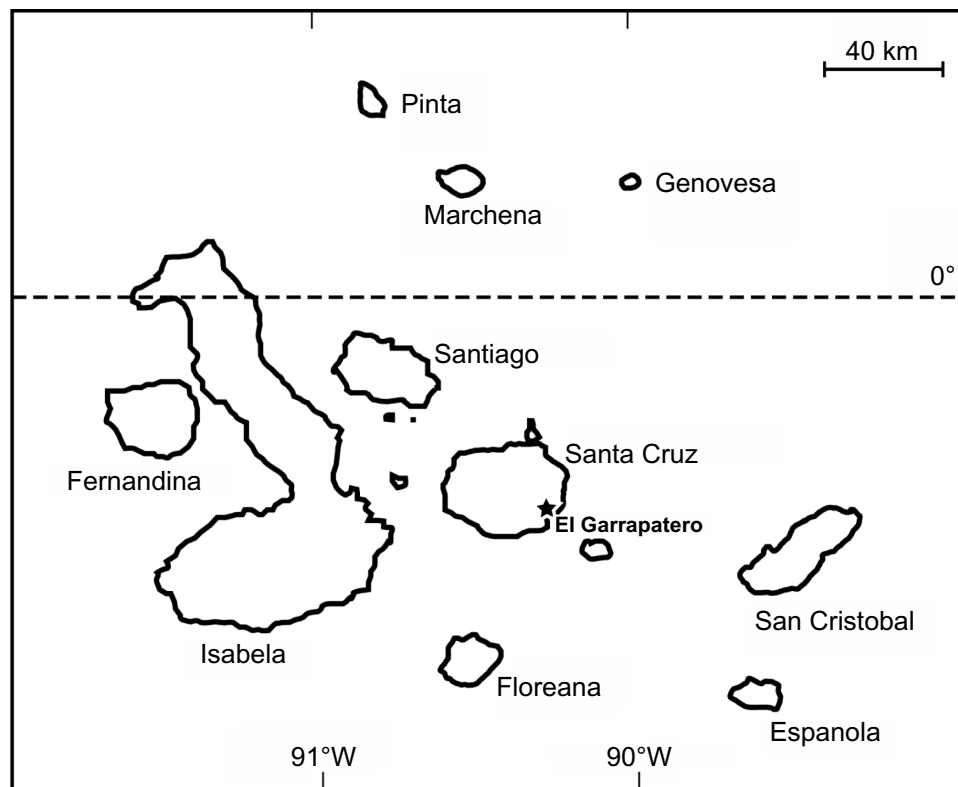 40 km
Pinta
Genovesa
Marchena
0°
Santiago
Santa Cruz
Fernandina
El Garrapatero
San Cristobal
Isabela
Floreana
Espanola
91°W
90°W